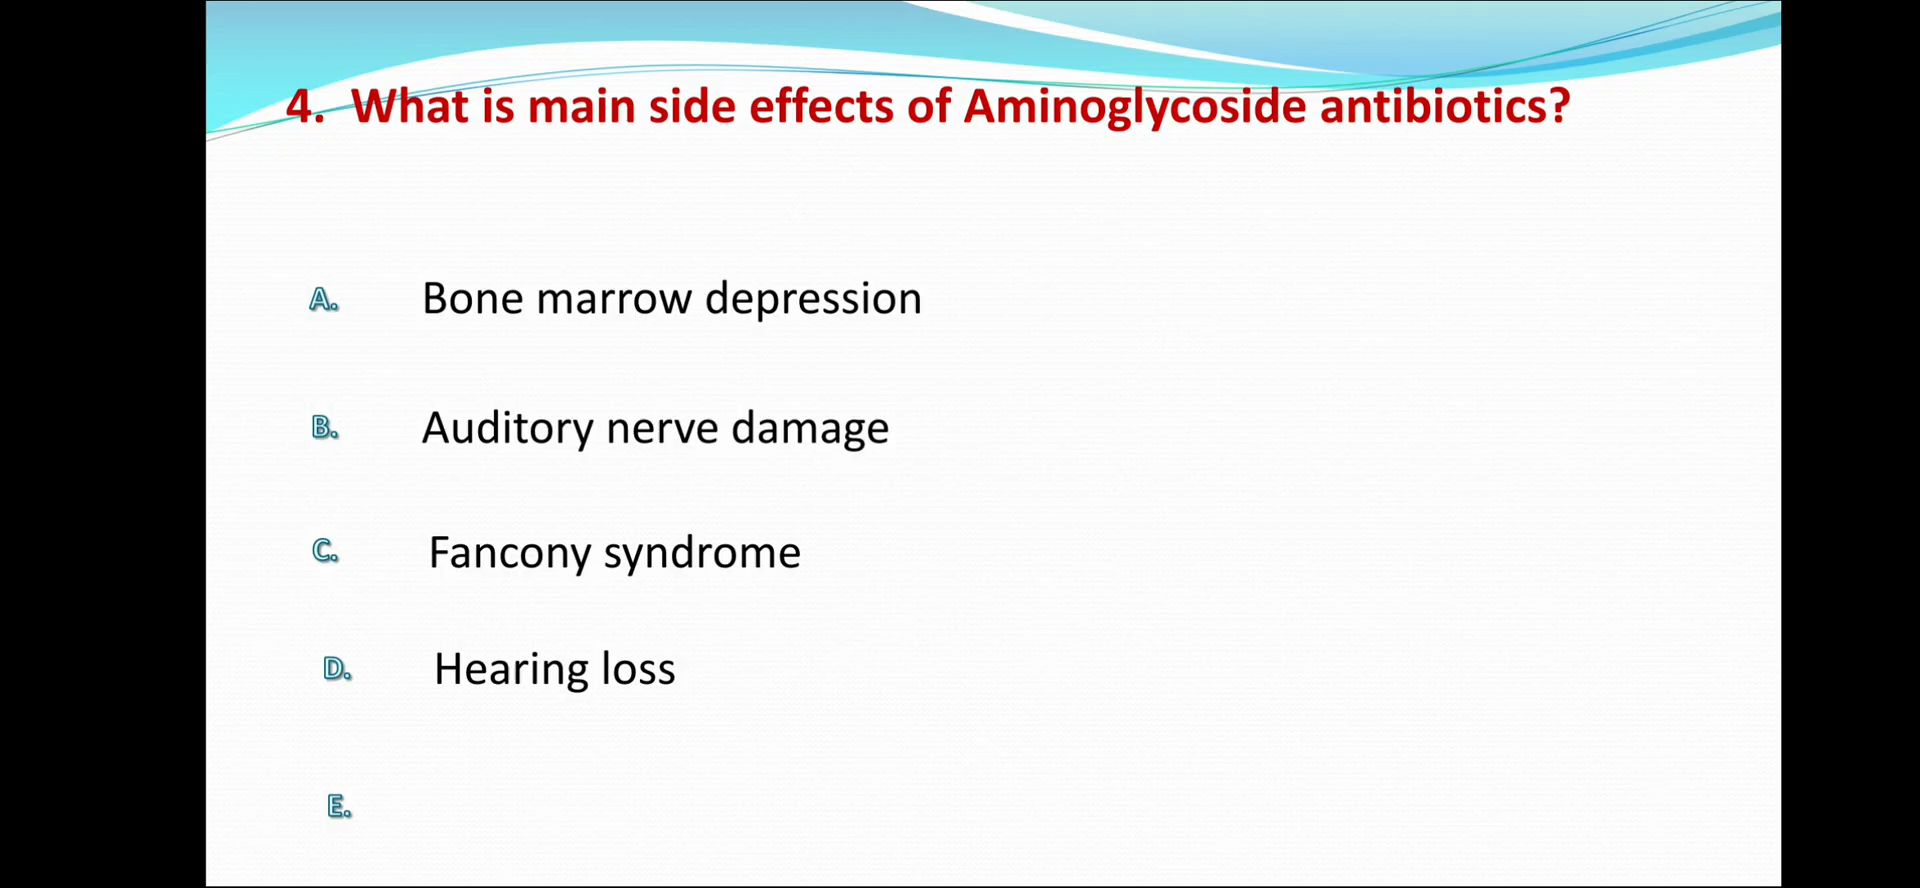 4. What is main side effects of Aminoglycoside antibiotics?
A. Bone marrow depression
B. Auditory nerve damage
C. Fancony syndrome
D. Hearing loss
E.